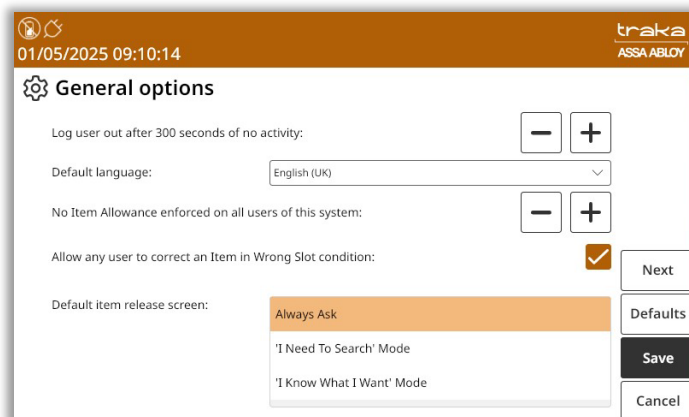 traka
01/05/2025 09:10:14
ASSA ABLOY
General options
Log user out after 300 seconds of no activity:
Default language:
English (UK)
No Item Allowance enforced on all users of this system:
Allow any user to correct an Item in Wrong Slot condition:
Default item release screen:
Always Ask
'I Need To Search' Mode
'I Know What I Want' Mode
Next
Defaults
Save
Cancel